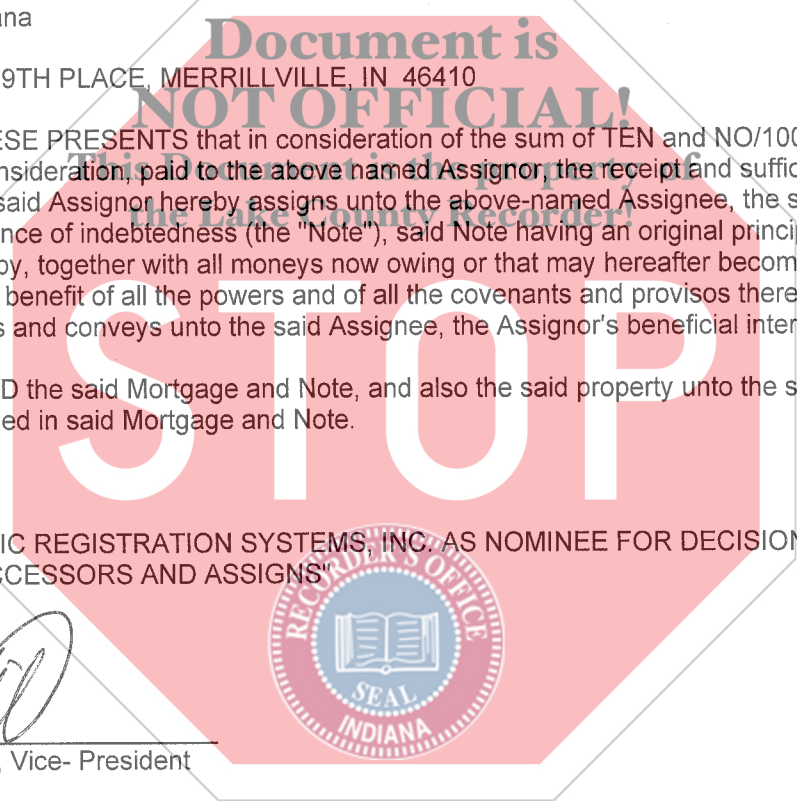 ana
Document is
9TH PLACE, MERRILLVILLE, IN 46410
NOT OFFICIAL!
ESE PRESENTS that in consideration of the sum of TEN and NO/100
This Document is the property of
nsideration, paid to the above named Assignor, the receipt and suffic
said Assignor hereby assigns unto the above-named Assignee, the s
the Lake County Recorder!
nce of indebtedness (the "Note"), said Note having an original princip
by, together with all moneys now owing or that may hereafter becom
benefit of all the powers and of all the covenants and provisos there
s and conveys unto the said Assignee, the Assignor's beneficial inter
STOP
D the said Mortgage and Note, and also the said property unto the s
ed in said Mortgage and Note.
IC REGISTRATION SYSTEMS, INC. AS NOMINEE FOR DECISION
CCESSORS AND ASSIGNS"
RECORDER'S OFFICE
SEAL
INDIANA
, Vice- President